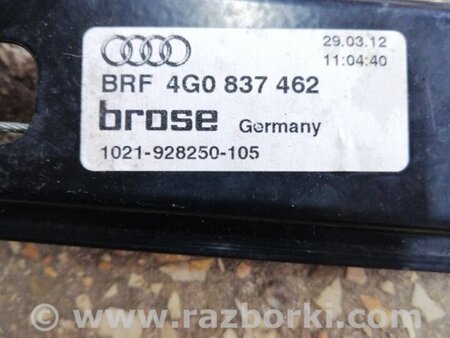 29.03.12
11:04:40
BRF 4G0 837 462
brose Germany
1021-928250-105
www.razborki.com